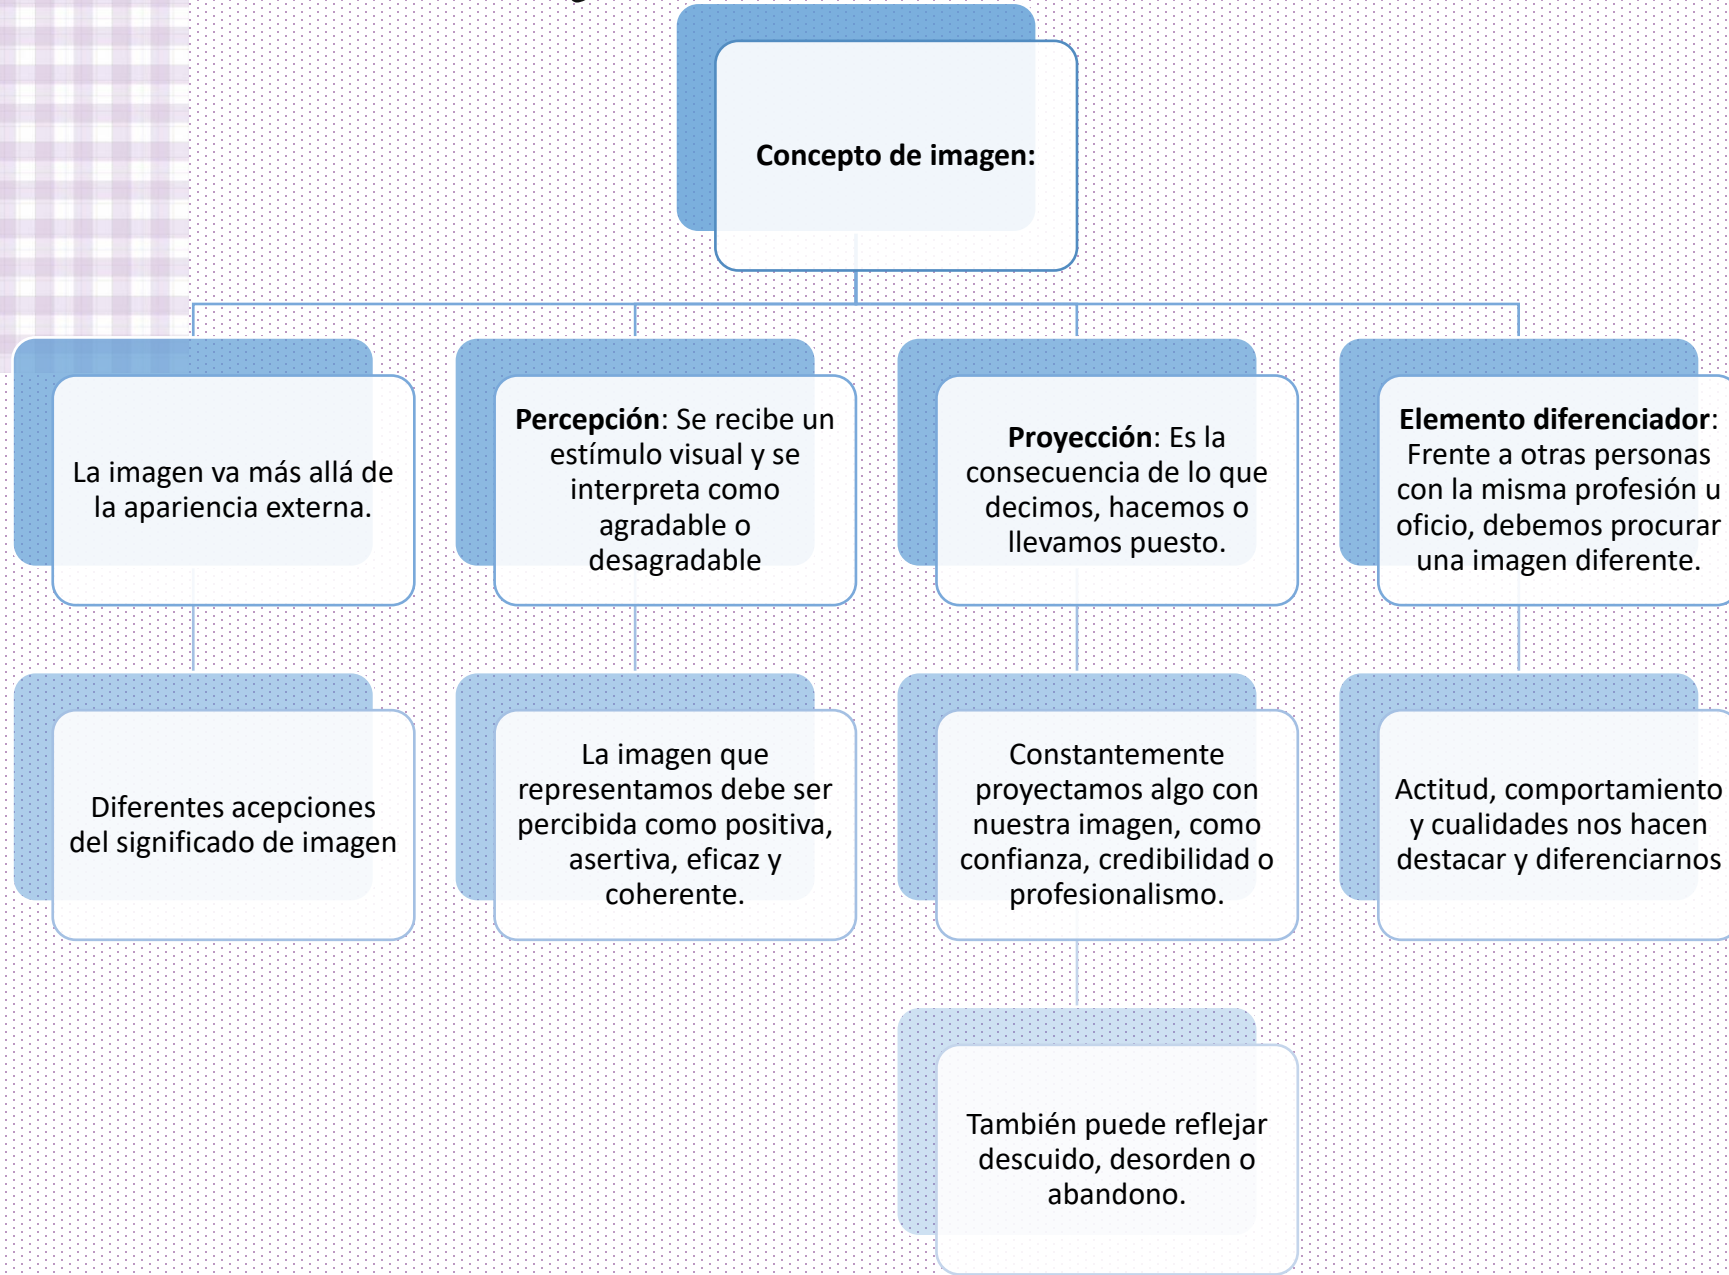 Concepto de imagen:
La imagen va más allá de
la apariencia externa.
Percepción: Se recibe un
estímulo visual y se
interpreta como
agradable o
desagradable
Proyección: Es la
consecuencia de lo que
decimos, hacemos o
llevamos puesto.
Elemento diferenciador:
Frente a otras personas
con la misma profesión u
oficio, debemos procurar
una imagen diferente.
Diferentes acepciones
del significado de imagen
La imagen que
representamos debe ser
percibida como positiva,
asertiva, eficaz y
coherente.
Constantemente
proyectamos algo con
nuestra imagen, como
confianza, credibilidad o
profesionalismo.
Actitud, comportamiento
y cualidades nos hacen
destacar y diferenciarnos
También puede reflejar
descuido, desorden o
abandono.